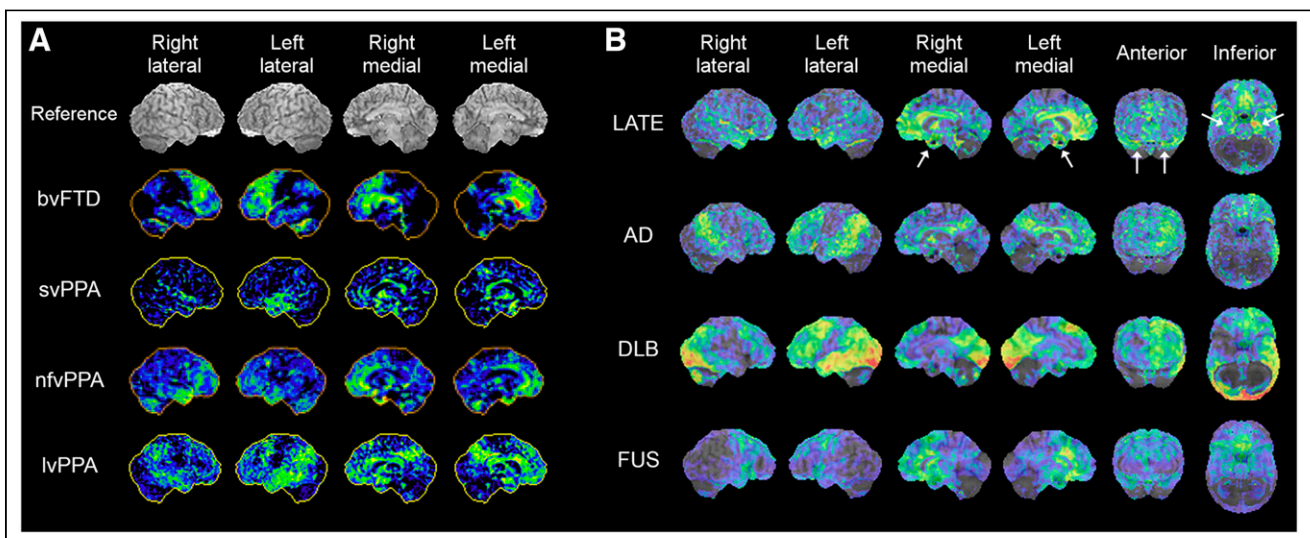 A
Right lateral
Left lateral
Right medial
Left medial
Reference
bvFTD
svPPA
nfvPPA
lvPPA
B
Right lateral
Left lateral
Right medial
Left medial
Anterior
Inferior
LATE
AD
DLB
FUS